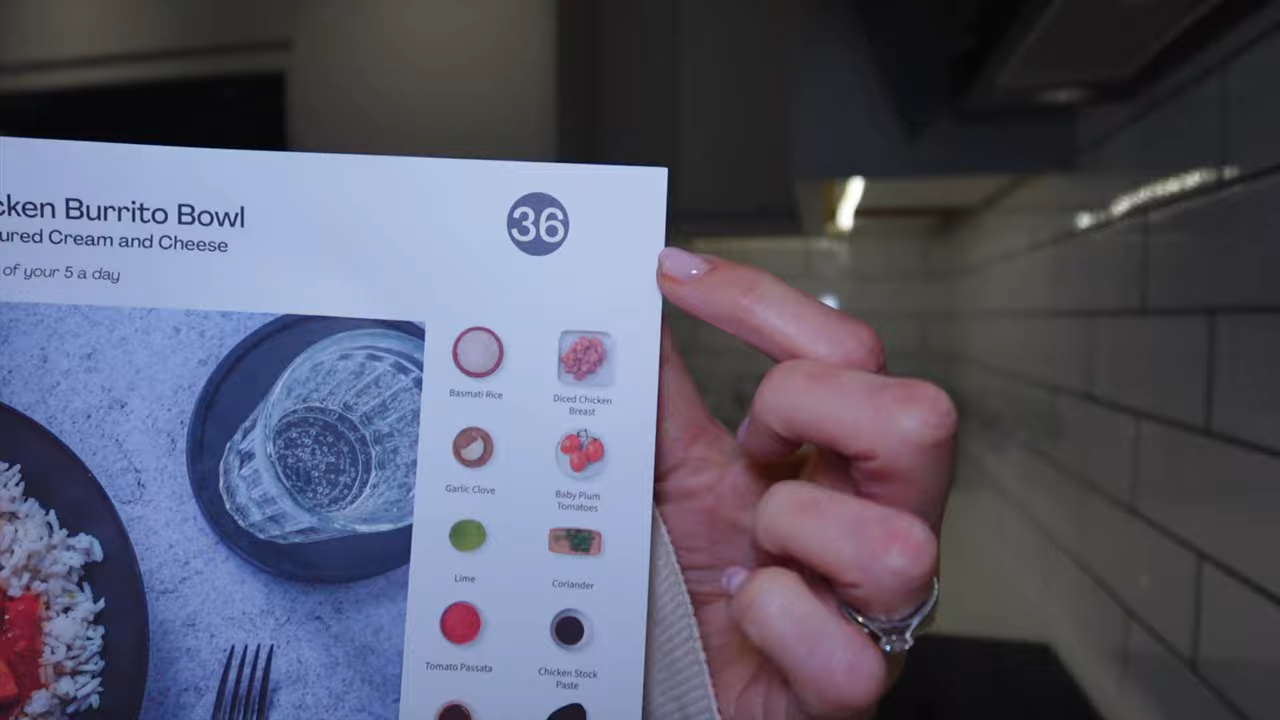 cken Burrito Bowl
ured Cream and Cheese
of your 5 a day
36
Basmati Rice
Diced Chicken
Breast
Garlic Clove
Baby Plum
Tomatoes
Lime
Coriander
Tomato Passata
Chicken Stock
Paste